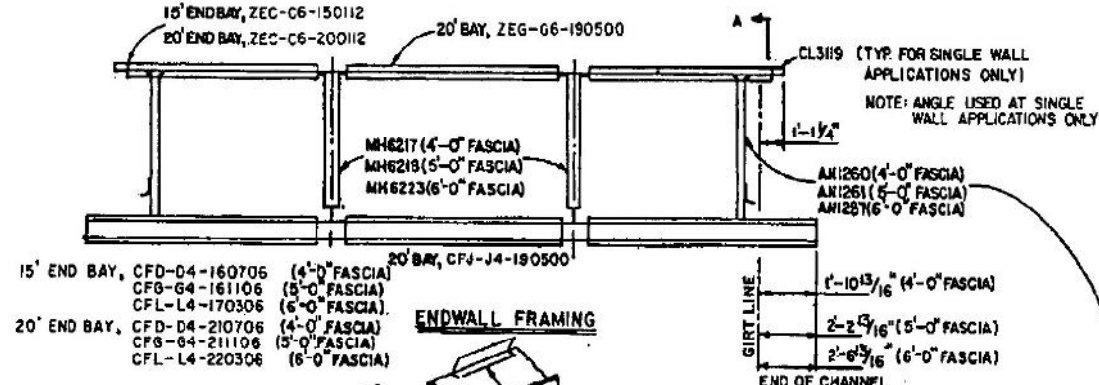 15' END BAY, ZEC-C6-150112
20' END BAY, ZEC-C6-200112
20' BAY, ZEG-G6-190500
A
CL3119 (TYP. FOR SINGLE WALL
APPLICATIONS ONLY)
NOTE: ANGLE USED AT SINGLE
WALL APPLICATIONS ONLY
1'-1 1/4"
MH6217 (4'-0" FASCIA)
MH6218 (5'-0" FASCIA)
MH6223 (6'-0" FASCIA)
AK1260 (4'-0" FASCIA)
AK1261 (5'-0" FASCIA)
AK1287 (6'-0" FASCIA)
20' BAY, CFJ-J4-190500
15' END BAY, CFD-D4-160706 (4'-0" FASCIA)
CFG-G4-161106 (5'-0" FASCIA)
CFL-L4-170306 (6'-0" FASCIA)
20' END BAY, CFD-D4-210706 (4'-0" FASCIA)
CFG-G4-211106 (5'-0" FASCIA)
CFL-L4-220306 (6'-0" FASCIA)
ENDWALL FRAMING
GIRT LINE
1'-10 13/16" (4'-0" FASCIA)
2'-2 13/16" (5'-0" FASCIA)
2'-6 13/16" (6'-0" FASCIA)
END OF CHANNEL